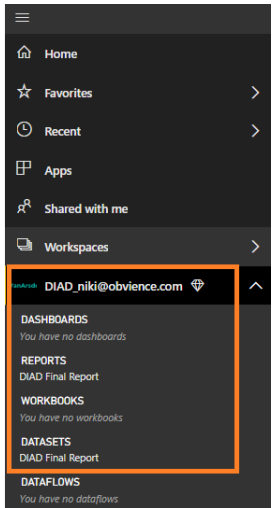 Home
Favorites
Recent
Apps
Shared with me
Workspaces
DIAD_niki@obvience.com
DASHBOARDS
You have no dashboards
REPORTS
DIAD Final Report
WORKBOOKS
You have no workbooks
DATASETS
DIAD Final Report
DATAFLOWS
You have no dataflows